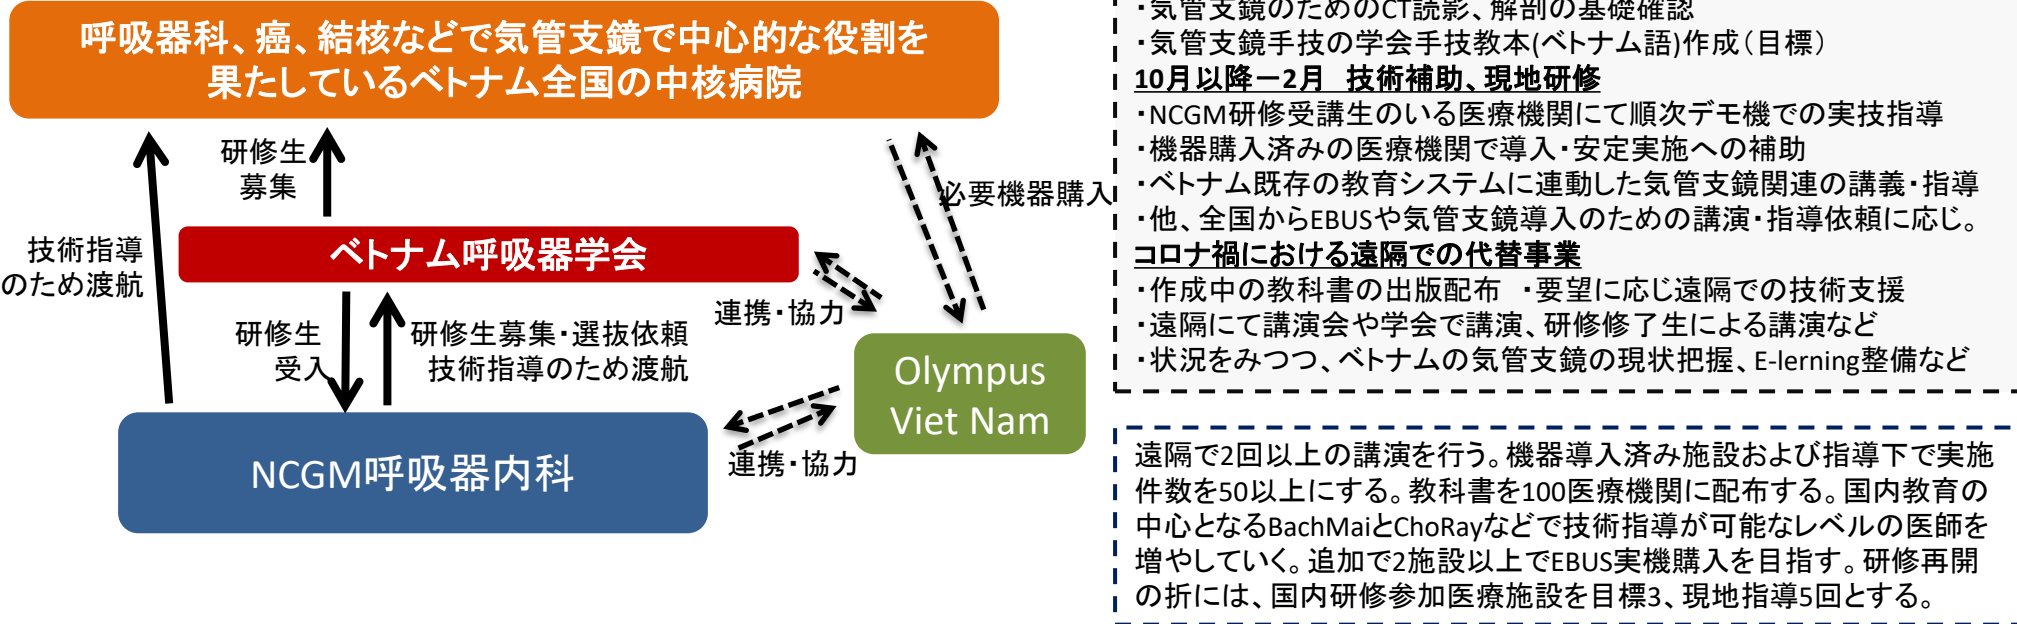 呼吸器科、癌、結核などで気管支鏡で中心的な役割を
果たしているベトナム全国の中核病院
研修生
募集
必要機器購入
技術指導
のため渡航
ベトナム呼吸器学会
連携・協力
研修生
受入
研修生募集・選抜依頼
技術指導のため渡航
Olympus
Viet Nam
NCGM呼吸器内科
連携・協力
・気管支鏡のためのCT読影、解剖の基礎確認
・気管支鏡手技の学会手技教本(ベトナム語)作成（目標）
10月以降－2月　技術補助、現地研修
・NCGM研修受講生のいる医療機関にて順次デモ機での実技指導
・機器購入済みの医療機関で導入・安定実施への補助
・ベトナム既存の教育システムに連動した気管支鏡関連の講義・指導
・他、全国からEBUSや気管支鏡導入のための講演・指導依頼に応じ。
コロナ禍における遠隔での代替事業
・作成中の教科書の出版配布　・要望に応じ遠隔での技術支援
・遠隔にて講演会や学会で講演、研修修了生による講演など
・状況をみつつ、ベトナムの気管支鏡の現状把握、E-lerning整備など
遠隔で2回以上の講演を行う。機器導入済み施設および指導下で実施
件数を50以上にする。教科書を100医療機関に配布する。国内教育の
中心となるBachMaiとChoRayなどで技術指導が可能なレベルの医師を
増やしていく。追加で2施設以上でEBUS実機購入を目指す。研修再開
の折には、国内研修参加医療施設を目標3、現地指導5回とする。